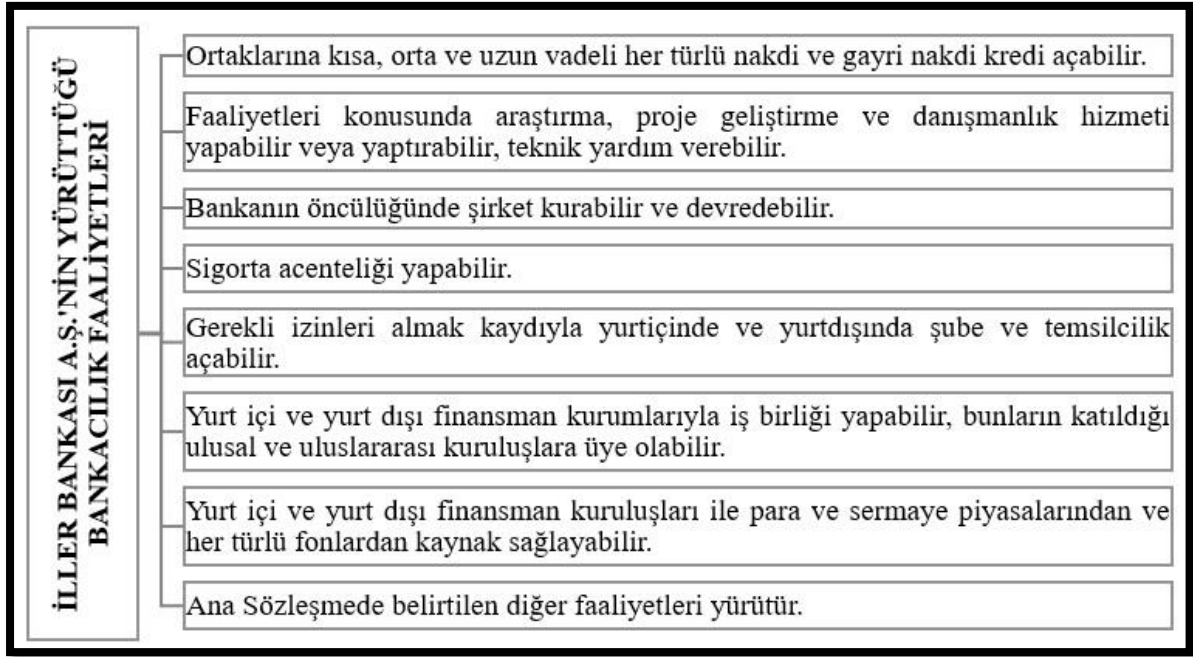 İLLER BANKASI A.Ş.'NİN YÜRÜTTÜĞÜ
BANKACILIK FAALİYETLERİ
Ortaklarına kısa, orta ve uzun vadeli her türlü nakdi ve gayri nakdi kredi açabilir.
Faaliyetleri konusunda araştırma, proje geliştirme ve danışmanlık hizmeti
yapabilir veya yaptırabilir, teknik yardım verebilir.
Bankanın öncülüğünde şirket kurabilir ve devredebilir.
Sigorta acenteliği yapabilir.
Gerekli izinleri almak kaydıyla yurtiçinde ve yurtdışında şube ve temsilcilik
açabilir.
Yurt içi ve yurt dışı finansman kurumlarıyla iş birliği yapabilir, bunların katıldığı
ulusal ve uluslararası kuruluşlara üye olabilir.
Yurt içi ve yurt dışı finansman kuruluşları ile para ve sermaye piyasalarından ve
her türlü fonlardan kaynak sağlayabilir.
Ana Sözleşmede belirtilen diğer faaliyetleri yürütür.